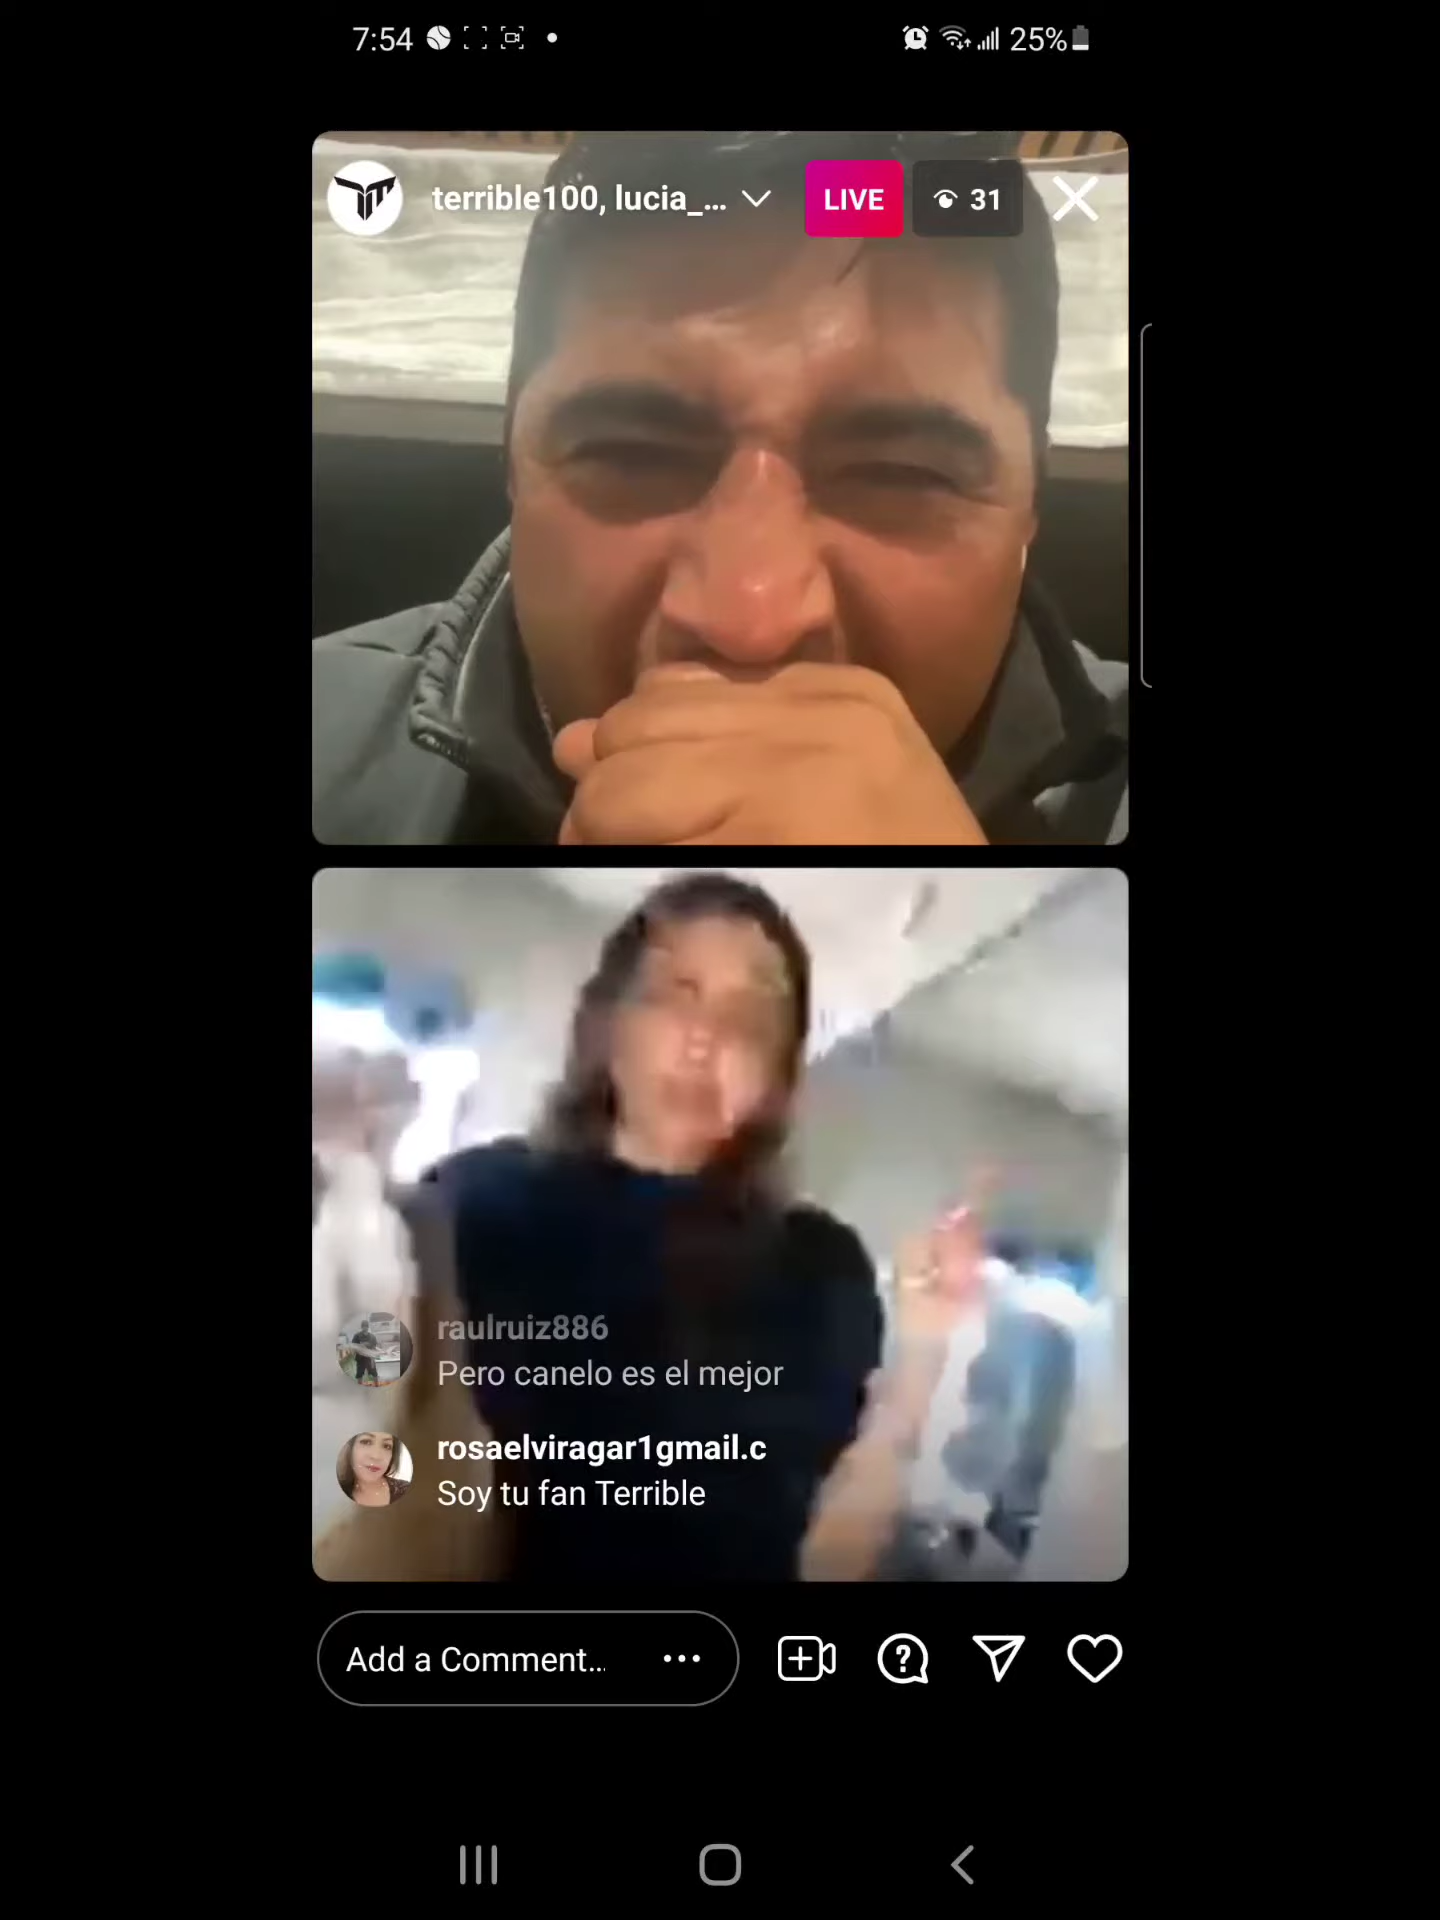 7:54
25%
terrible100, lucia_...
LIVE
31
raulruiz886
Pero canelo es el mejor
rosaelviragar1gmail.c
Soy tu fan Terrible
Add a Comment...